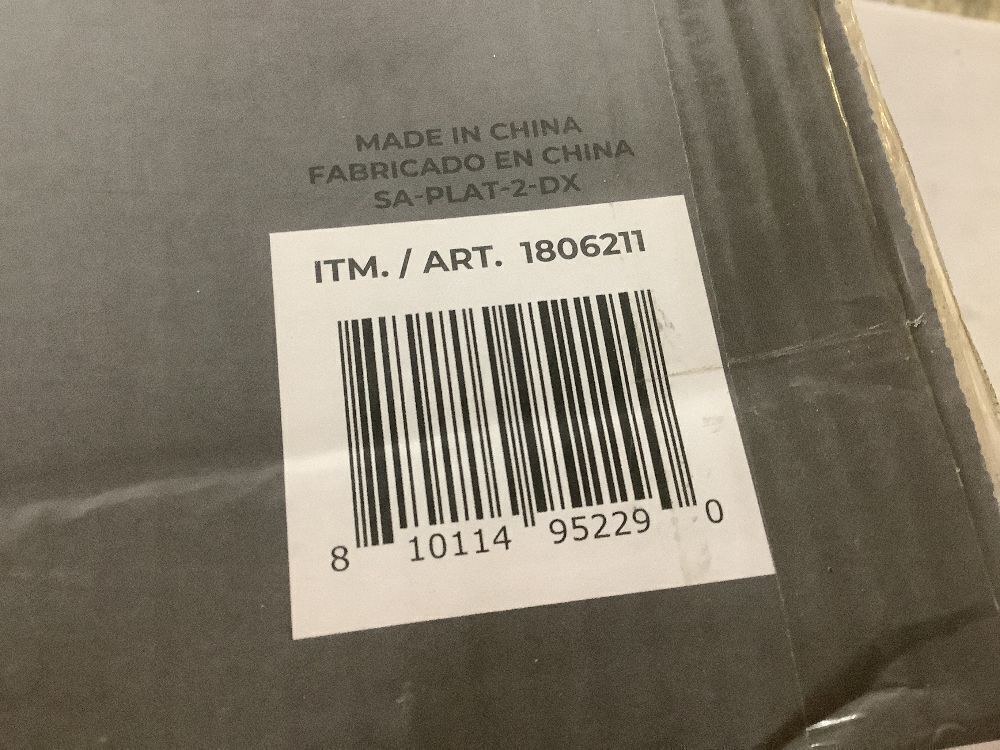 MADE IN CHINA
FABRICADO EN CHINA
SA-PLAT-2-DX
ITM. / ART. 1806211
8 10114 95229 0